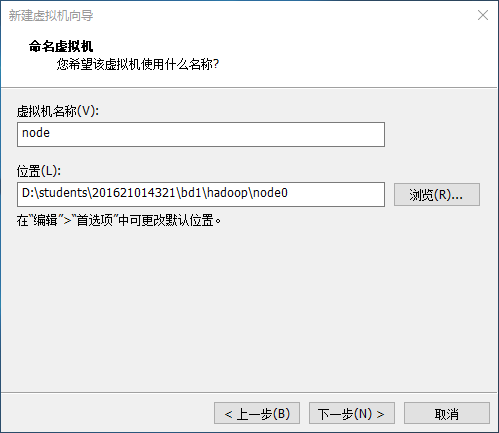 新建虚拟机向导
命名虚拟机
您希望该虚拟机使用什么名称?
虚拟机名称(V):
node
位置(L):
D:\students\201621014321\bd1\hadoop\node0
浏览(R)...
在“编辑”>“首选项”中可更改默认位置。
< 上一步(B)
下一步(N) >
取消